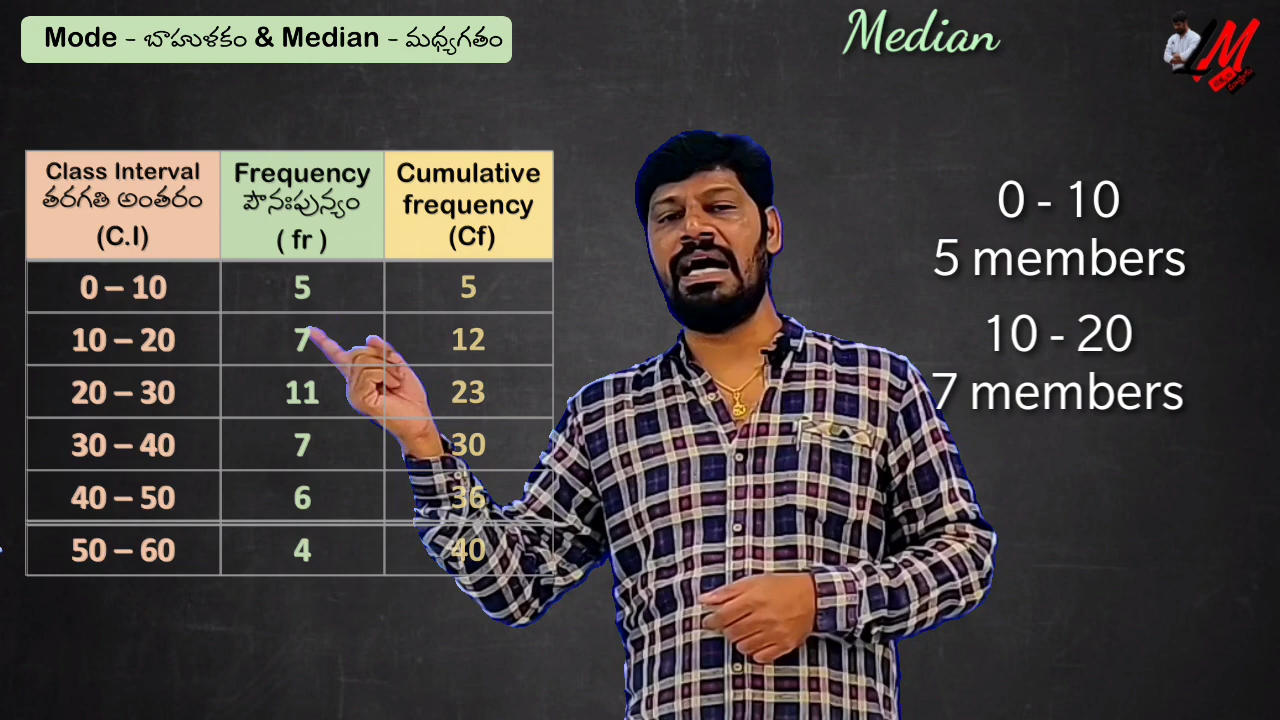 Mode - బాహుళకం & Median - మధ్యగతం
Median
LM
Class Interval
తరగతి అంతరం
(C.I)
Frequency
పౌనఃపున్యం
( fr )
Cumulative
frequency
(Cf)
0 – 10 5 5
10 – 20 7 12
20 – 30 11 23
30 – 40 7 30
40 – 50 6 36
50 – 60 4 40
0 - 10
5 members
10 - 20
7 members